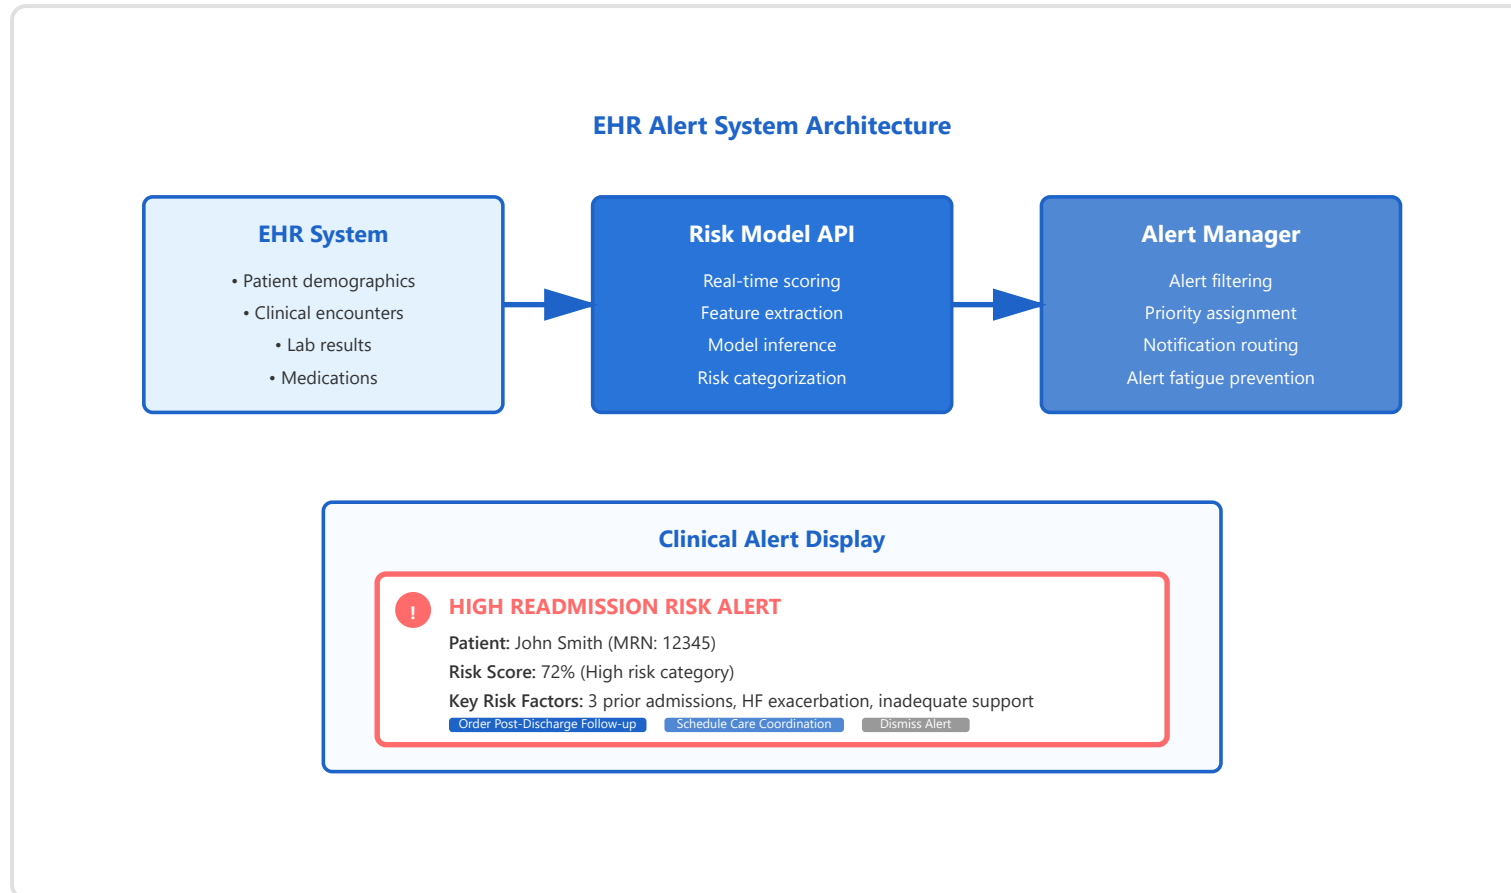 EHR Alert System Architecture
EHR System
• Patient demographics
• Clinical encounters
• Lab results
• Medications
Risk Model API
Real-time scoring
Feature extraction
Model inference
Risk categorization
Alert Manager
Alert filtering
Priority assignment
Notification routing
Alert fatigue prevention
Clinical Alert Display
!
HIGH READMISSION RISK ALERT
Patient: John Smith (MRN: 12345)
Risk Score: 72% (High risk category)
Key Risk Factors: 3 prior admissions, HF exacerbation, inadequate support
Order Post-Discharge Follow-up
Schedule Care Coordination
Dismiss Alert